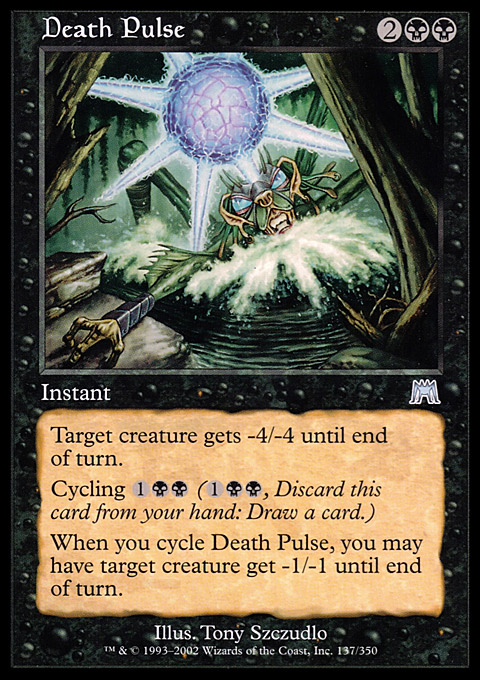 Death Pulse 2
Instant
Target creature gets -4/-4 until end
of turn.
Cycling 1 (1, Discard this
card from your hand: Draw a card.)
When you cycle Death Pulse, you may
have target creature get -1/-1 until end
of turn.
Illus. Tony Szczudlo
™ & © 1993-2002 Wizards of the Coast, Inc. 137/350